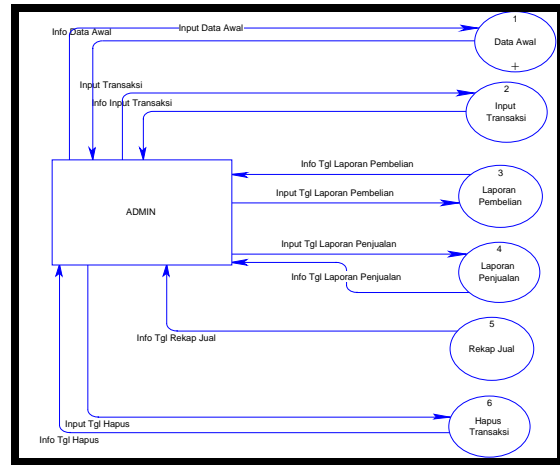 1
Input Data Awal
Info Data Awal
Data Awal
+
Input Transaksi
2
Info Input Transaksi
Input
Transaksi
Info Tgl Laporan Pembelian
3
Input Tgl Laporan Pembelian
Laporan
Pembelian
ADMIN
Input Tgl Laporan Penjualan
4
Info Tgl Laporan Penjualan
Laporan
Penjualan
5
Info Tgl Rekap Jual
Rekap Jual
6
Input Tgl Hapus
Hapus
Transaksi
Info Tgl Hapus